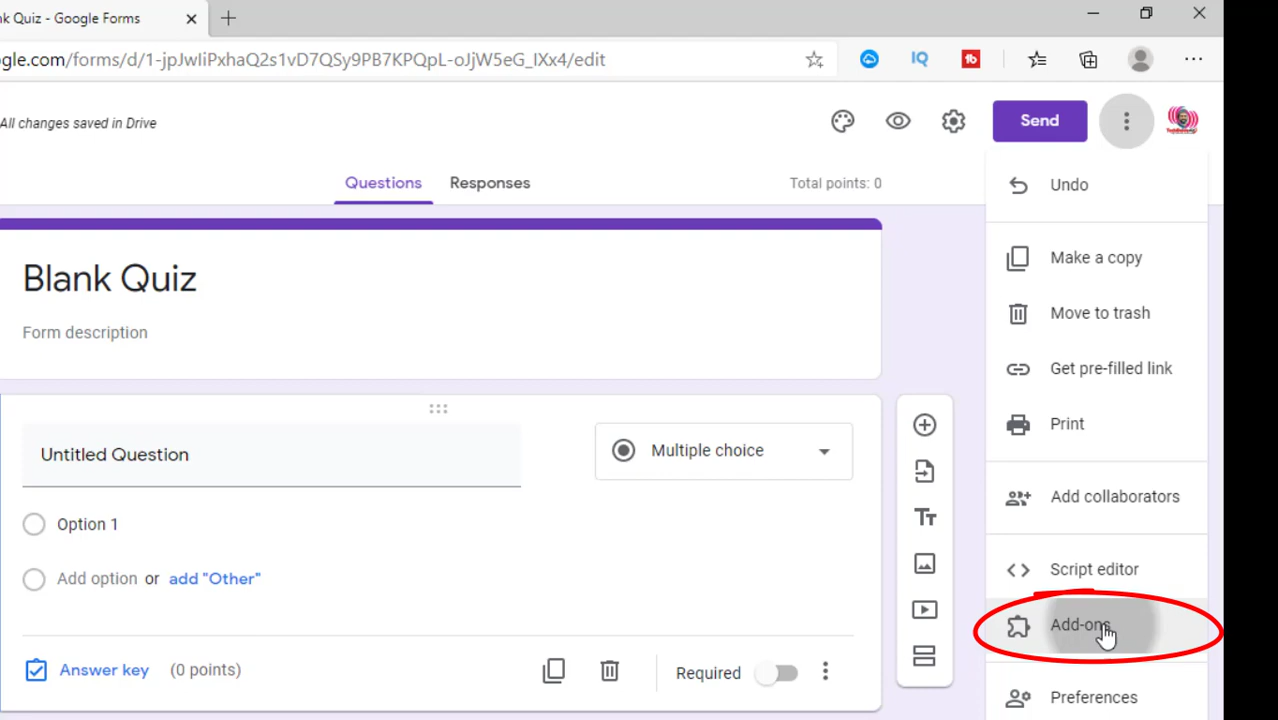 nk Quiz - Google Forms
gle.com/forms/d/1-jpJwIiPxhaQ2s1vD7QSy9PB7KPQpL-oJjW5eG_IXx4/edit
IQ
All changes saved in Drive
Send
Questions
Responses
Total points: 0
Undo
Make a copy
Move to trash
Get pre-filled link
Print
Add collaborators
Script editor
Add-ons
Preferences
Blank Quiz
Form description
Untitled Question
Multiple choice
Option 1
Add option or add "Other"
Answer key (0 points)
Required